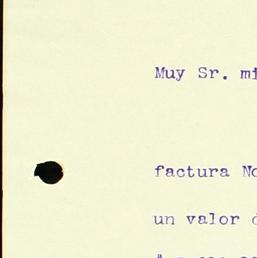 Muy Sr. mi
factura No
un valor d